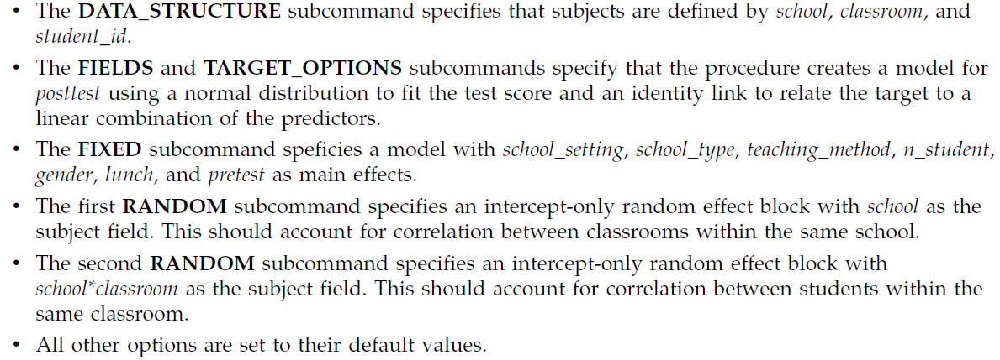 • The DATA_STRUCTURE subcommand specifies that subjects are defined by school, classroom, and
student_id.
• The FIELDS and TARGET_OPTIONS subcommands specify that the procedure creates a model for
posttest using a normal distribution to fit the test score and an identity link to relate the target to a
linear combination of the predictors.
• The FIXED subcommand speficies a model with school_setting, school_type, teaching_method, n_student,
gender, lunch, and pretest as main effects.
• The first RANDOM subcommand specifies an intercept-only random effect block with school as the
subject field. This should account for correlation between classrooms within the same school.
• The second RANDOM subcommand specifies an intercept-only random effect block with
school*classroom as the subject field. This should account for correlation between students within the
same classroom.
• All other options are set to their default values.